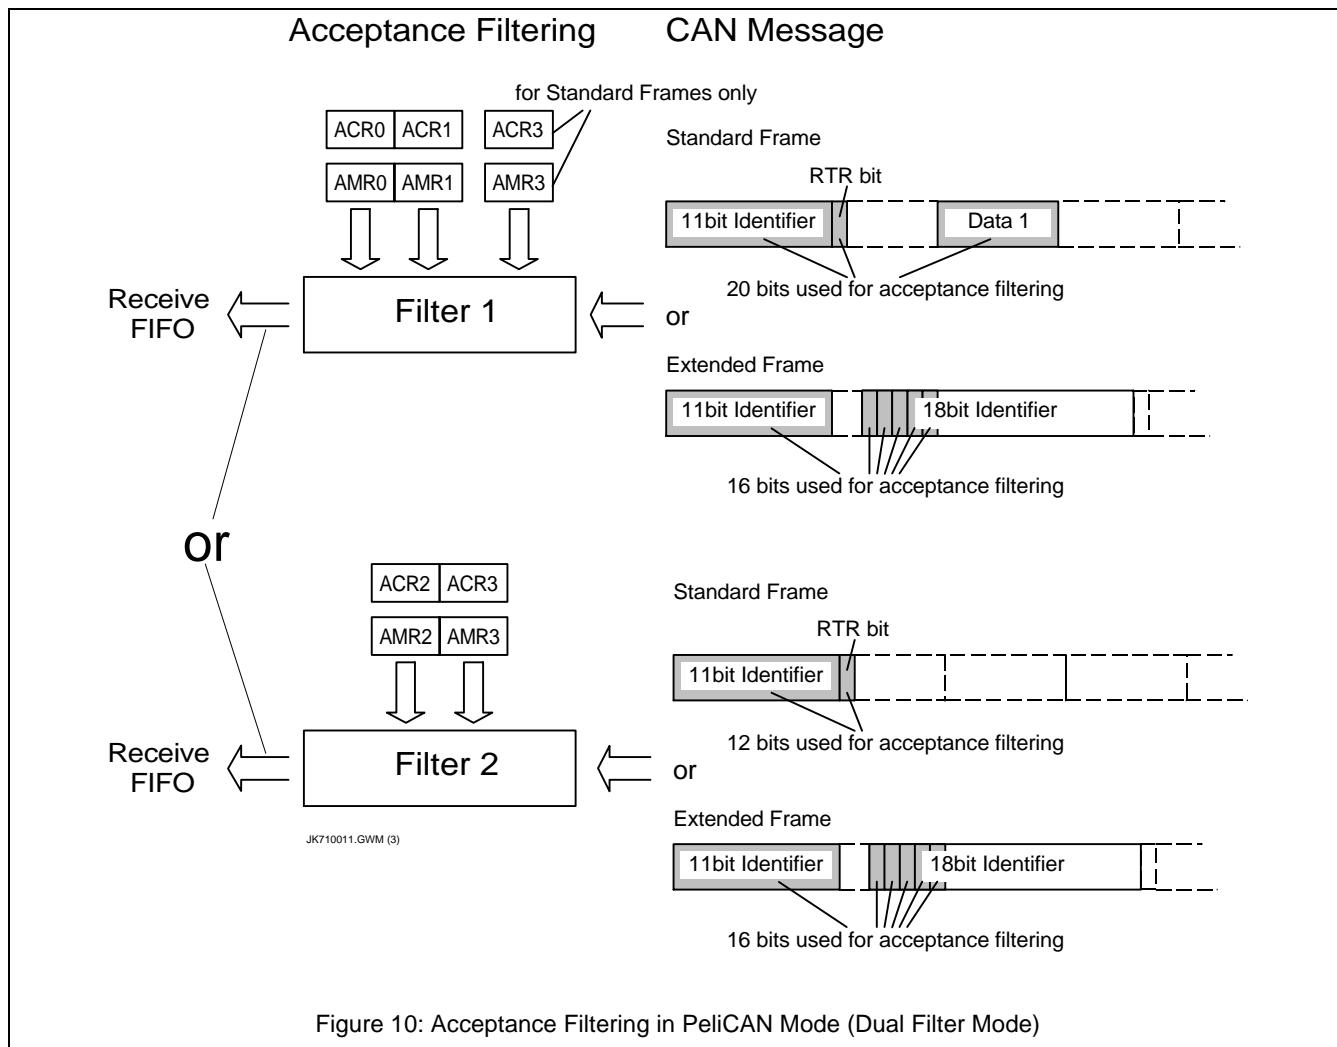 Acceptance Filtering
CAN Message
for Standard Frames only
ACR0 ACR1 ACR3
AMR0 AMR1 AMR3
Standard Frame
RTR bit
11bit Identifier
Data 1
20 bits used for acceptance filtering
Receive
FIFO
Filter 1
or
Extended Frame
11bit Identifier
18bit Identifier
16 bits used for acceptance filtering
or
ACR2 ACR3
AMR2 AMR3
Standard Frame
RTR bit
11bit Identifier
12 bits used for acceptance filtering
Receive
FIFO
Filter 2
or
Extended Frame
11bit Identifier
18bit Identifier
16 bits used for acceptance filtering
JK710011.GWM (3)
Figure 10: Acceptance Filtering in PeliCAN Mode (Dual Filter Mode)